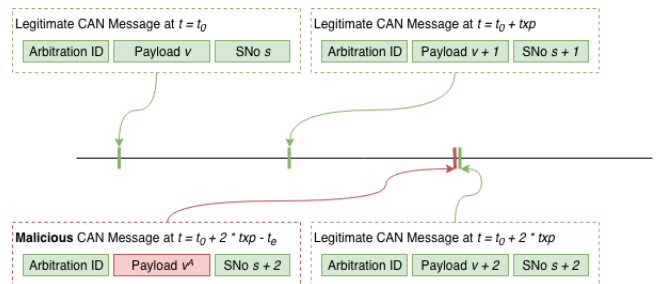 Legitimate CAN Message at t = t0
Arbitration ID Payload v SNo s
Legitimate CAN Message at t = t0 + txp
Arbitration ID Payload v + 1 SNo s + 1
Malicious CAN Message at t = t0 + 2 * txp - te
Arbitration ID Payload vA SNo s + 2
Legitimate CAN Message at t = t0 + 2 * txp
Arbitration ID Payload v + 2 SNo s + 2